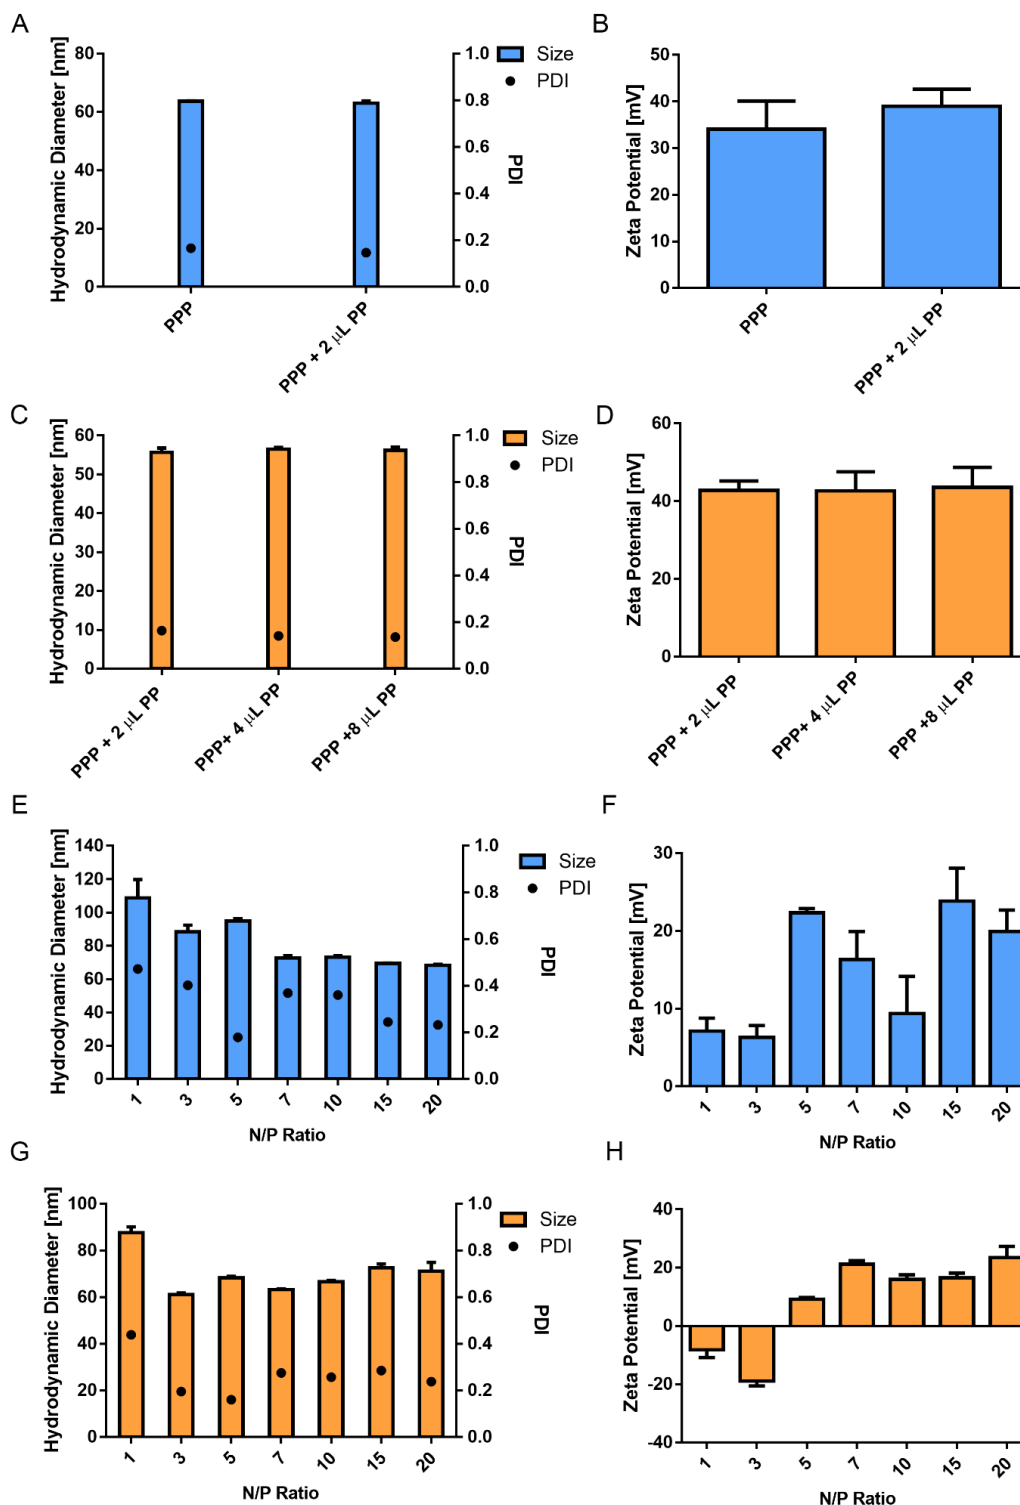 A
Hydrodynamic Diameter [nm]
80
60
40
20
0
1.0
0.8
0.6
0.4
0.2
0.0
PDI
Size
PDI
PPP
PPP + 2 μL PP
B
Zeta Potential [mV]
50
40
30
20
10
0
PPP
PPP + 2 μL PP
C
Hydrodynamic Diameter [nm]
60
50
40
30
20
10
0
1.0
0.8
0.6
0.4
0.2
0.0
PDI
Size
PDI
PPP + 2 μL PP
PPP+ 4 μL PP
PPP +8 μL PP
D
Zeta Potential [mV]
60
40
20
0
PPP + 2 μL PP
PPP+ 4 μL PP
PPP +8 μL PP
E
Hydrodynamic Diameter [nm]
140
120
100
80
60
40
20
0
1.0
0.8
0.6
0.4
0.2
0.0
PDI
Size
PDI
1 3 5 7 10 15 20
N/P Ratio
F
Zeta Potential [mV]
30
20
10
0
1 3 5 7 10 15 20
N/P Ratio
G
Hydrodynamic Diameter [nm]
100
80
60
40
20
0
1.0
0.8
0.6
0.4
0.2
0.0
PDI
Size
PDI
1 3 5 7 10 15 20
N/P Ratio
H
Zeta Potential [mV]
40
20
0
-20
-40
1 3 5 7 10 15 20
N/P Ratio